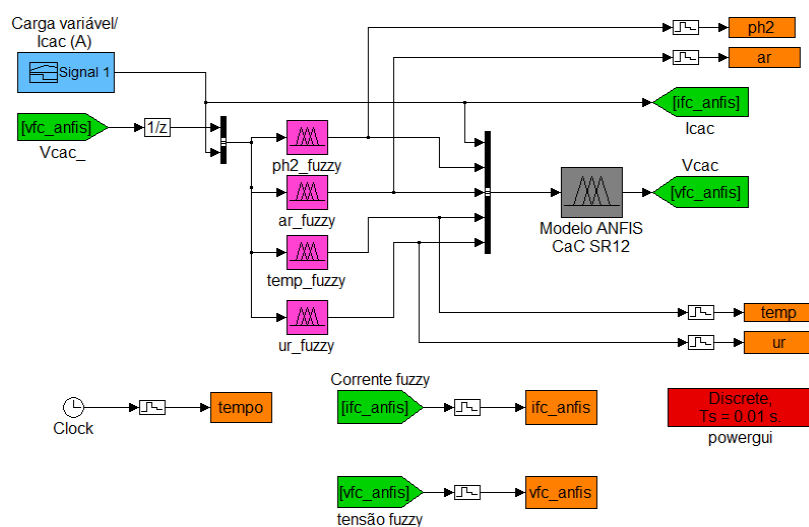 Carga variável/
Icac (A)
Signal 1
[vfc_anfis]
Vcac_
1/z
ph2_fuzzy
ar_fuzzy
temp_fuzzy
ur_fuzzy
ph2
ar
[ifc_anfis]
Icac
Vcac
[vfc_anfis]
Modelo ANFIS
CaC SR12
temp
ur
Clock
tempo
Corrente fuzzy
[ifc_anfis]
ifc_anfis
Discrete,
Ts = 0.01 s.
powergui
[vfc_anfis]
tensão fuzzy
vfc_anfis